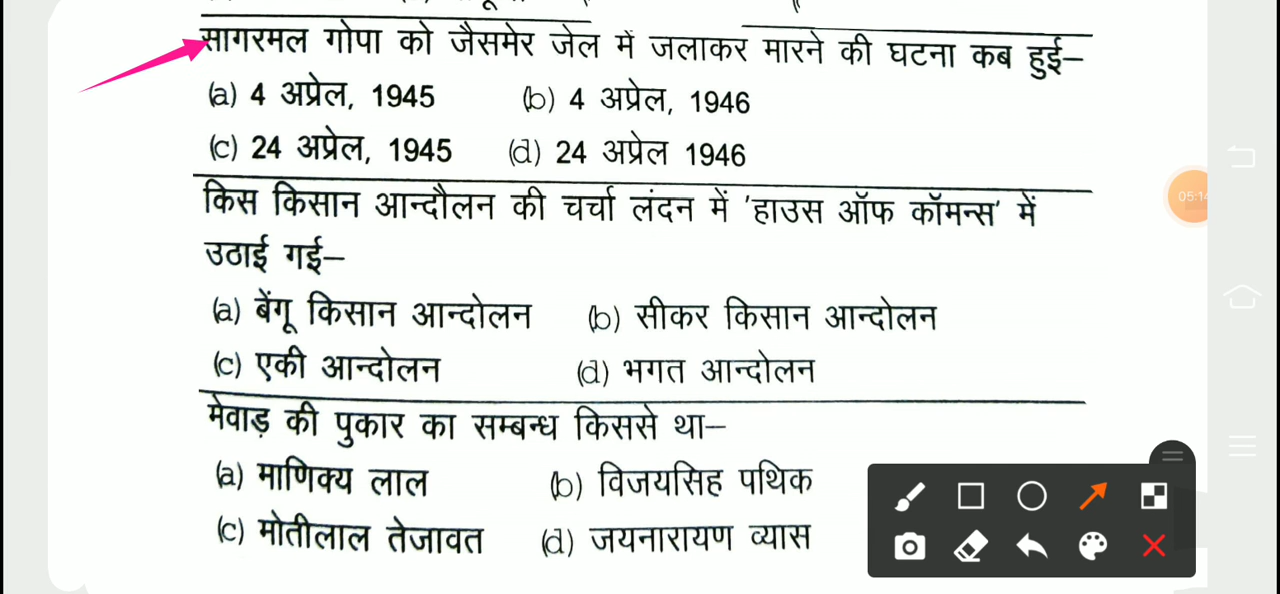 सागरमल गोपा को जैसमेर जेल में जलाकर मारने की घटना कब हुई–
(a) 4 अप्रेल, 1945 (b) 4 अप्रेल, 1946
(c) 24 अप्रेल, 1945 (d) 24 अप्रेल 1946
किस किसान आन्दौलन की चर्चा लंदन में 'हाउस ऑफ कॉमन्स' में
उठाई गई–
(a) बेंगू किसान आन्दोलन (b) सीकर किसान आन्दोलन
(c) एकी आन्दोलन (d) भगत आन्दोलन
मेवाड़ की पुकार का सम्बन्ध किससे था–
(a) माणिक्य लाल (b) विजयसिह पथिक
(c) मोतीलाल तेजावत (d) जयनारायण व्यास